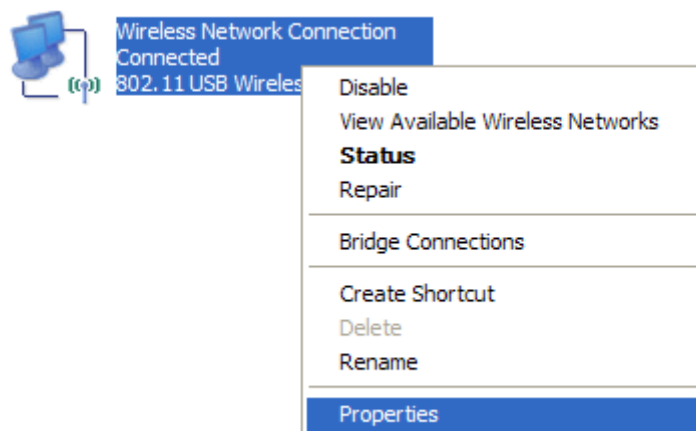 Wireless Network Connection
Connected
802.11 USB Wireles
Disable
View Available Wireless Networks
Status
Repair
Bridge Connections
Create Shortcut
Delete
Rename
Properties